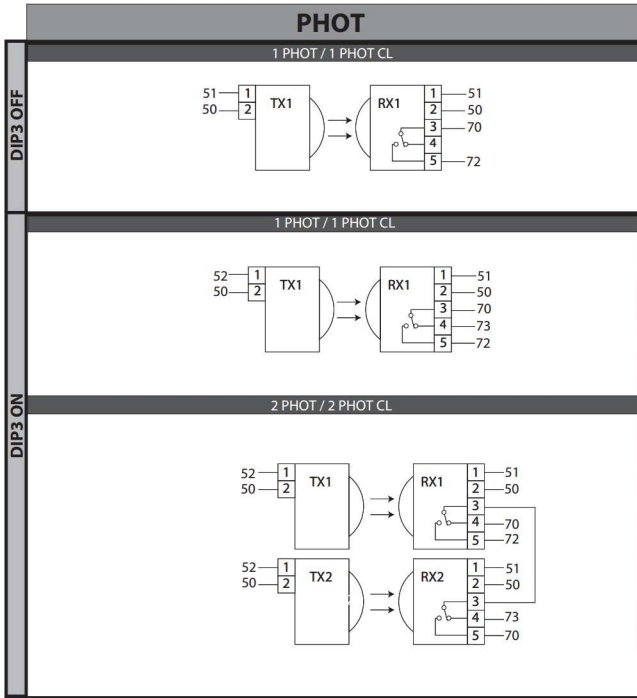 PHOT
DIP3 OFF
1 PHOT / 1 PHOT CL
51 1 TX1 RX1 1 51
50 2 2 50
3 70
4
5 72
DIP3 ON
1 PHOT / 1 PHOT CL
52 1 TX1 RX1 1 51
50 2 2 50
3 70
4 73
5 72
2 PHOT / 2 PHOT CL
52 1 TX1 RX1 1 51
50 2 2 50
3
4 70
5 72
52 1 TX2 RX2 1 51
50 2 2 50
3
4 73
5 70